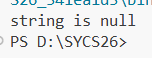 string is null
PS D:\SYCS26>